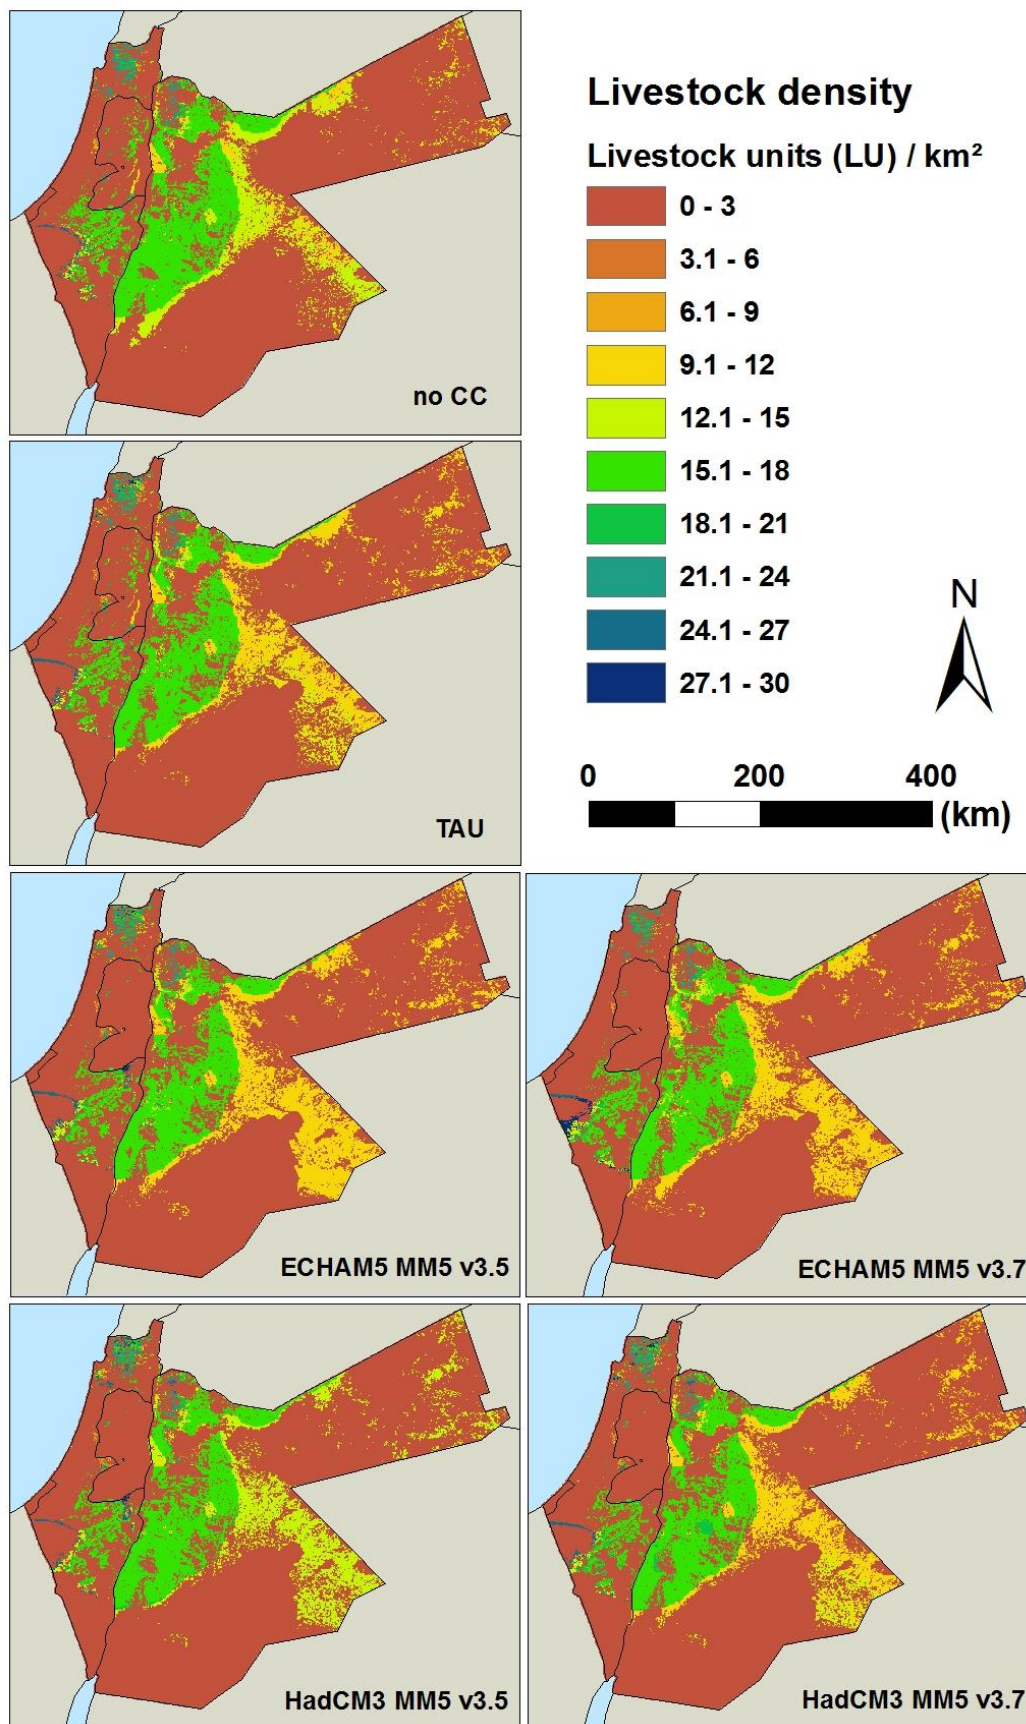 Livestock density
Livestock units (LU) / km²
0 - 3
3.1 - 6
6.1 - 9
9.1 - 12
12.1 - 15
15.1 - 18
18.1 - 21
21.1 - 24
24.1 - 27
27.1 - 30
N
0 200 400
(km)
no CC
TAU
ECHAM5 MM5 v3.5
ECHAM5 MM5 v3.7
HadCM3 MM5 v3.5
HadCM3 MM5 v3.7